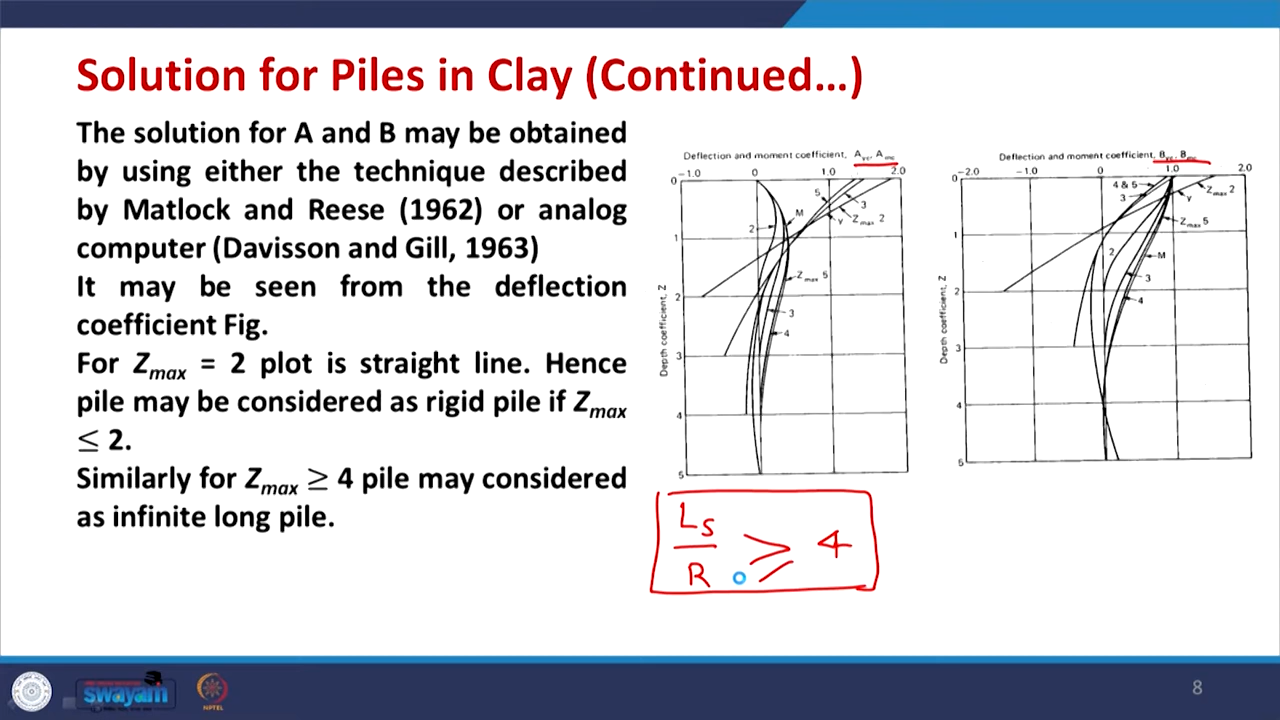 Solution for Piles in Clay (Continued...)
The solution for A and B may be obtained
by using either the technique described
by Matlock and Reese (1962) or analog
computer (Davisson and Gill, 1963)
It may be seen from the deflection
coefficient Fig.
For Zmax = 2 plot is straight line. Hence
pile may be considered as rigid pile if Zmax
≤ 2.
Similarly for Zmax ≥ 4 pile may considered
as infinite long pile.
Deflection and moment coefficient, Ayc, Amc
-1.0 0 1.0 2.0
0
1
2
3
4
5
Depth coefficient, Z
5
3
Y Zmax 2
M
2
Zmax 5
3
4
Deflection and moment coefficient, Byc, Bmc
-2.0 -1.0 0 1.0 2.0
0
1
2
3
4
5
Depth coefficient, Z
4 & 5
3
Y
Zmax 2
Zmax 5
2
M
3
4
Ls
R
≥ 4
swayam
NPTEL
8